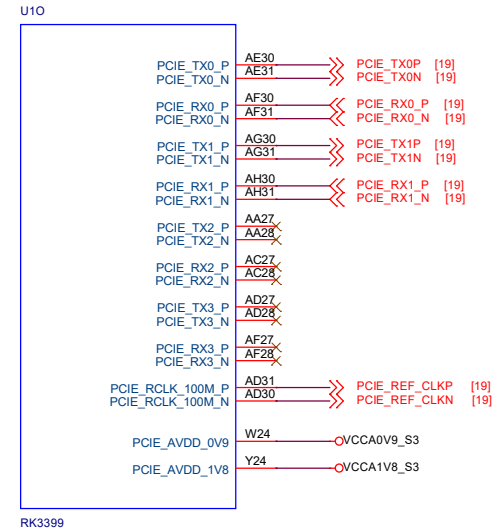 U1O
PCIE_TX0_P AE30 PCIE_TX0P [19]
PCIE_TX0_N AE31 PCIE_TX0N [19]
PCIE_RX0_P AF30 PCIE_RX0_P [19]
PCIE_RX0_N AF31 PCIE_RX0_N [19]
PCIE_TX1_P AG30 PCIE_TX1P [19]
PCIE_TX1_N AG31 PCIE_TX1N [19]
PCIE_RX1_P AH30 PCIE_RX1_P [19]
PCIE_RX1_N AH31 PCIE_RX1_N [19]
PCIE_TX2_P AA27
PCIE_TX2_N AA28
PCIE_RX2_P AC27
PCIE_RX2_N AC28
PCIE_TX3_P AD27
PCIE_TX3_N AD28
PCIE_RX3_P AF27
PCIE_RX3_N AF28
PCIE_RCLK_100M_P AD31 PCIE_REF_CLKP [19]
PCIE_RCLK_100M_N AD30 PCIE_REF_CLKN [19]
PCIE_AVDD_0V9 W24 VCCA0V9_S3
PCIE_AVDD_1V8 Y24 VCCA1V8_S3
RK3399